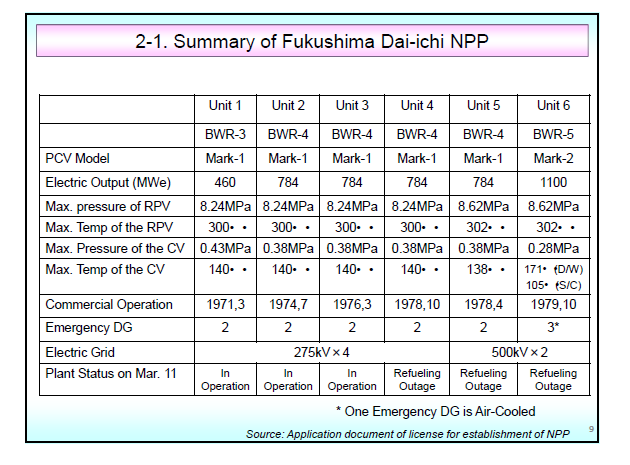 2-1. Summary of Fukushima Dai-ichi NPP
Unit 1 Unit 2 Unit 3 Unit 4 Unit 5 Unit 6
BWR-3 BWR-4 BWR-4 BWR-4 BWR-4 BWR-5
PCV Model Mark-1 Mark-1 Mark-1 Mark-1 Mark-1 Mark-2
Electric Output (MWe) 460 784 784 784 784 1100
Max. pressure of RPV 8.24MPa 8.24MPa 8.24MPa 8.24MPa 8.62MPa 8.62MPa
Max. Temp of the RPV 300• • 300• • 300• • 300• • 302• • 302• •
Max. Pressure of the CV 0.43MPa 0.38MPa 0.38MPa 0.38MPa 0.38MPa 0.28MPa
Max. Temp of the CV 140• • 140• • 140• • 140• • 138• • 171• •(D/W)
105• •(S/C)
Commercial Operation 1971,3 1974,7 1976,3 1978,10 1978,4 1979,10
Emergency DG 2 2 2 2 2 3*
Electric Grid 275kV×4 500kV×2
Plant Status on Mar. 11 In Operation In Operation In Operation Refueling Outage Refueling Outage Refueling Outage
* One Emergency DG is Air-Cooled
Source: Application document of license for establishment of NPP
9